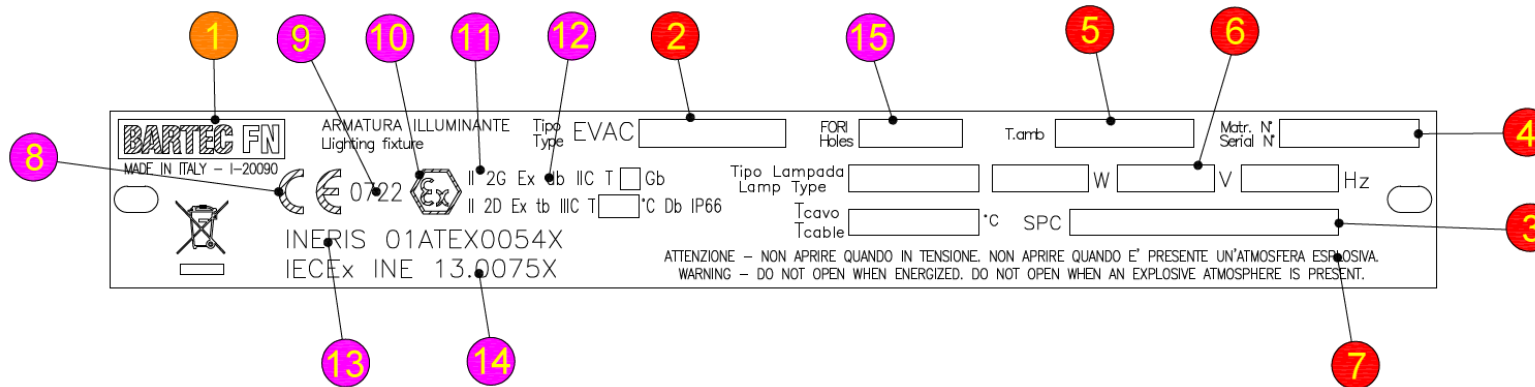 1 9 10 11 12 2 15 5 6
8 4 3
BARTEC FN
MADE IN ITALY - I-20090
ARMATURA ILLUMINANTE
Llighting fixture
Tipo
Type
EVAC
FORI
Holes
T.amb
Matr. N°
Serial N°
CE 0722 Ex
II 2G Ex db IIC T Gb
II 2D Ex tb IIIC T °C Db IP66
Tipo Lampada
Lamp Type
W V Hz
Tcavo
Tcable
°C SPC
INERIS 01ATEX0054X
IECEx INE 13.0075X
ATTENZIONE - NON APRIRE QUANDO IN TENSIONE. NON APRIRE QUANDO E' PRESENTE UN'ATMOSFERA ESPLOSIVA.
WARNING - DO NOT OPEN WHEN ENERGIZED. DO NOT OPEN WHEN AN EXPLOSIVE ATMOSPHERE IS PRESENT.
13 14 7